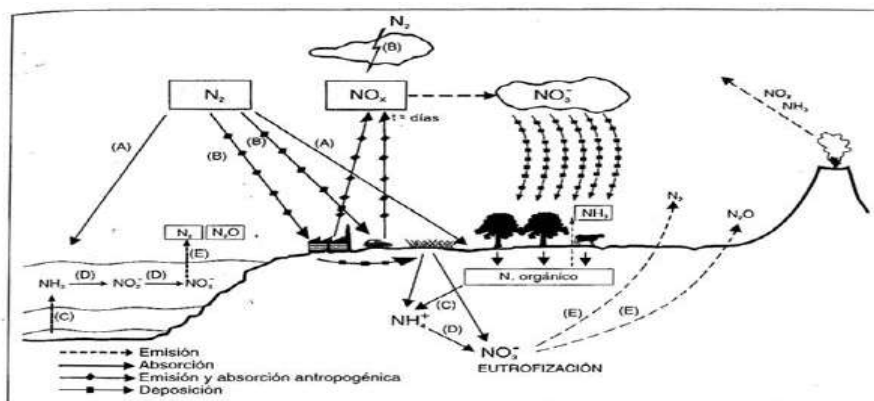 N₂
(B)
N₂
NOₓ
NO₃⁻
NOₓ
NH₃
t = días
(A)
(B)
(B)
(A)
N₂
N₂O
NH₃
N₂
N₂O
(E)
NH₃
(D)
NO₂⁻
(D)
NO₃⁻
N. orgánico
(C)
(C)
NH₄⁺
(D)
(E)
(E)
NO₃⁻
EUTROFIZACIÓN
Emisión
Absorción
Emisión y absorción antropogénica
Deposición